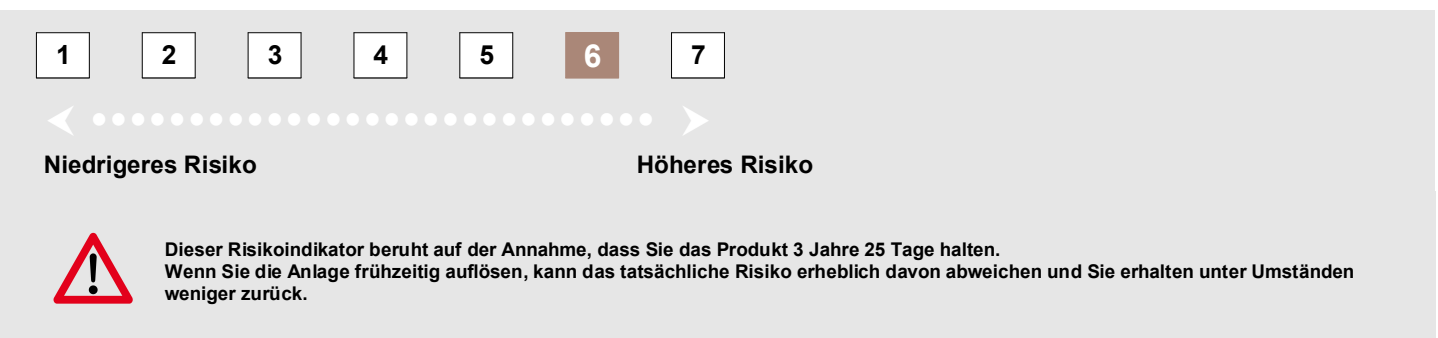 1 2 3 4 5 6 7
Niedrigeres Risiko Höheres Risiko
Dieser Risikoindikator beruht auf der Annahme, dass Sie das Produkt 3 Jahre 25 Tage halten.
Wenn Sie die Anlage frühzeitig auflösen, kann das tatsächliche Risiko erheblich davon abweichen und Sie erhalten unter Umständen
weniger zurück.